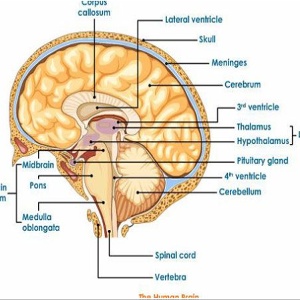 Corpus
callosum
Lateral ventricle
Skull
Meninges
Cerebrum
3rd ventricle
Thalamus
Hypothalamus
Pituitary gland
Midbrain
Pons
4th ventricle
Cerebellum
Medulla
oblongata
Spinal cord
Vertebra
The Human Brain